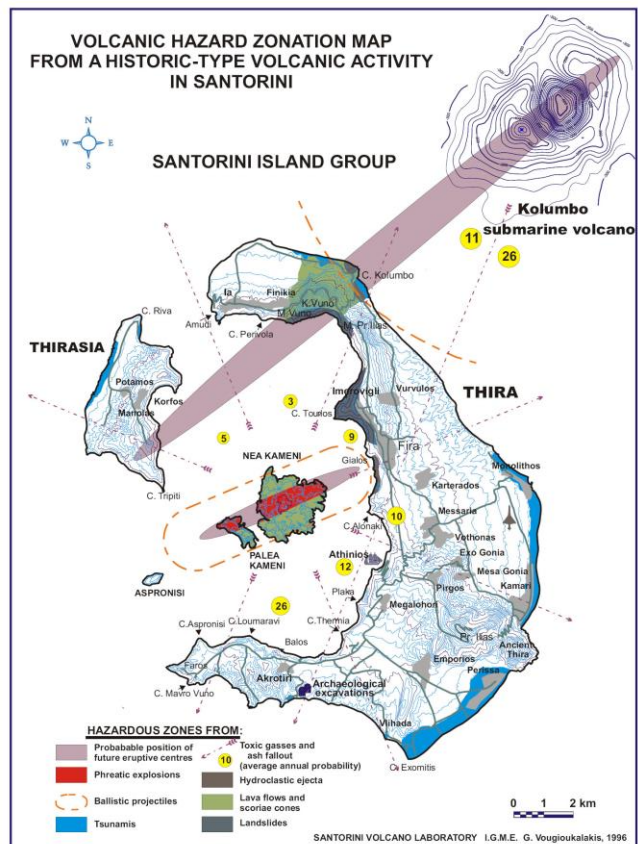 VOLCANIC HAZARD ZONATION MAP
FROM A HISTORIC-TYPE VOLCANIC ACTIVITY
IN SANTORINI
N
W E
S
SANTORINI ISLAND GROUP
Kolumbo
submarine volcano
11
26
C. Kolumbo
Ia
Finikia
K.Vuno
M.Vuno
Amudi
C. Perivola
M. Pr.Ilias
C. Riva
THIRASIA
Potamos
Manolas
Korfos
C. Tripiti
Imerovigli
Vurvulos
THIRA
3
C. Tourlos
5
9
Fira
Gialos
NEA KAMENI
Monolithos
Karterados
Messaria
10
C.Alonaki
Vothonas
Exo Gonia
PALEA
KAMENI
12
Athinios
Mesa Gonia
Kamari
ASPRONISI
Plaka
Pirgos
Megalohori
26
C.Thermia
C.Aspronisi
C.Loumaravi
Balos
Pr. Ilias
Ancient
Thira
Emporios
Perissa
Faros
Akrotiri
C. Mavro Vuno
Archaeological
excavations
Vlihada
C. Exomitis
HAZARDOUS ZONES FROM:
Probable position of
future eruptive centres
Phreatic explosions
Ballistic projectiles
Tsunamis
10
Toxic gasses and
ash fallout
(average annual probability)
Hydroclastic ejecta
Lava flows and
scoriae cones
Landslides
0 1 2 km
SANTORINI VOLCANO LABORATORY I.G.M.E. G. Vougioukalakis, 1996